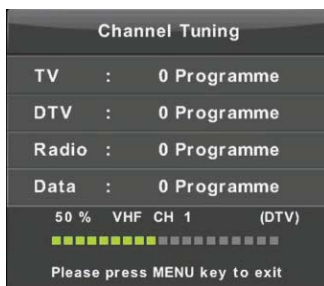 Channel Tuning
TV : 0 Programme
DTV : 0 Programme
Radio : 0 Programme
Data : 0 Programme
50 % VHF CH 1 (DTV)
Please press MENU key to exit